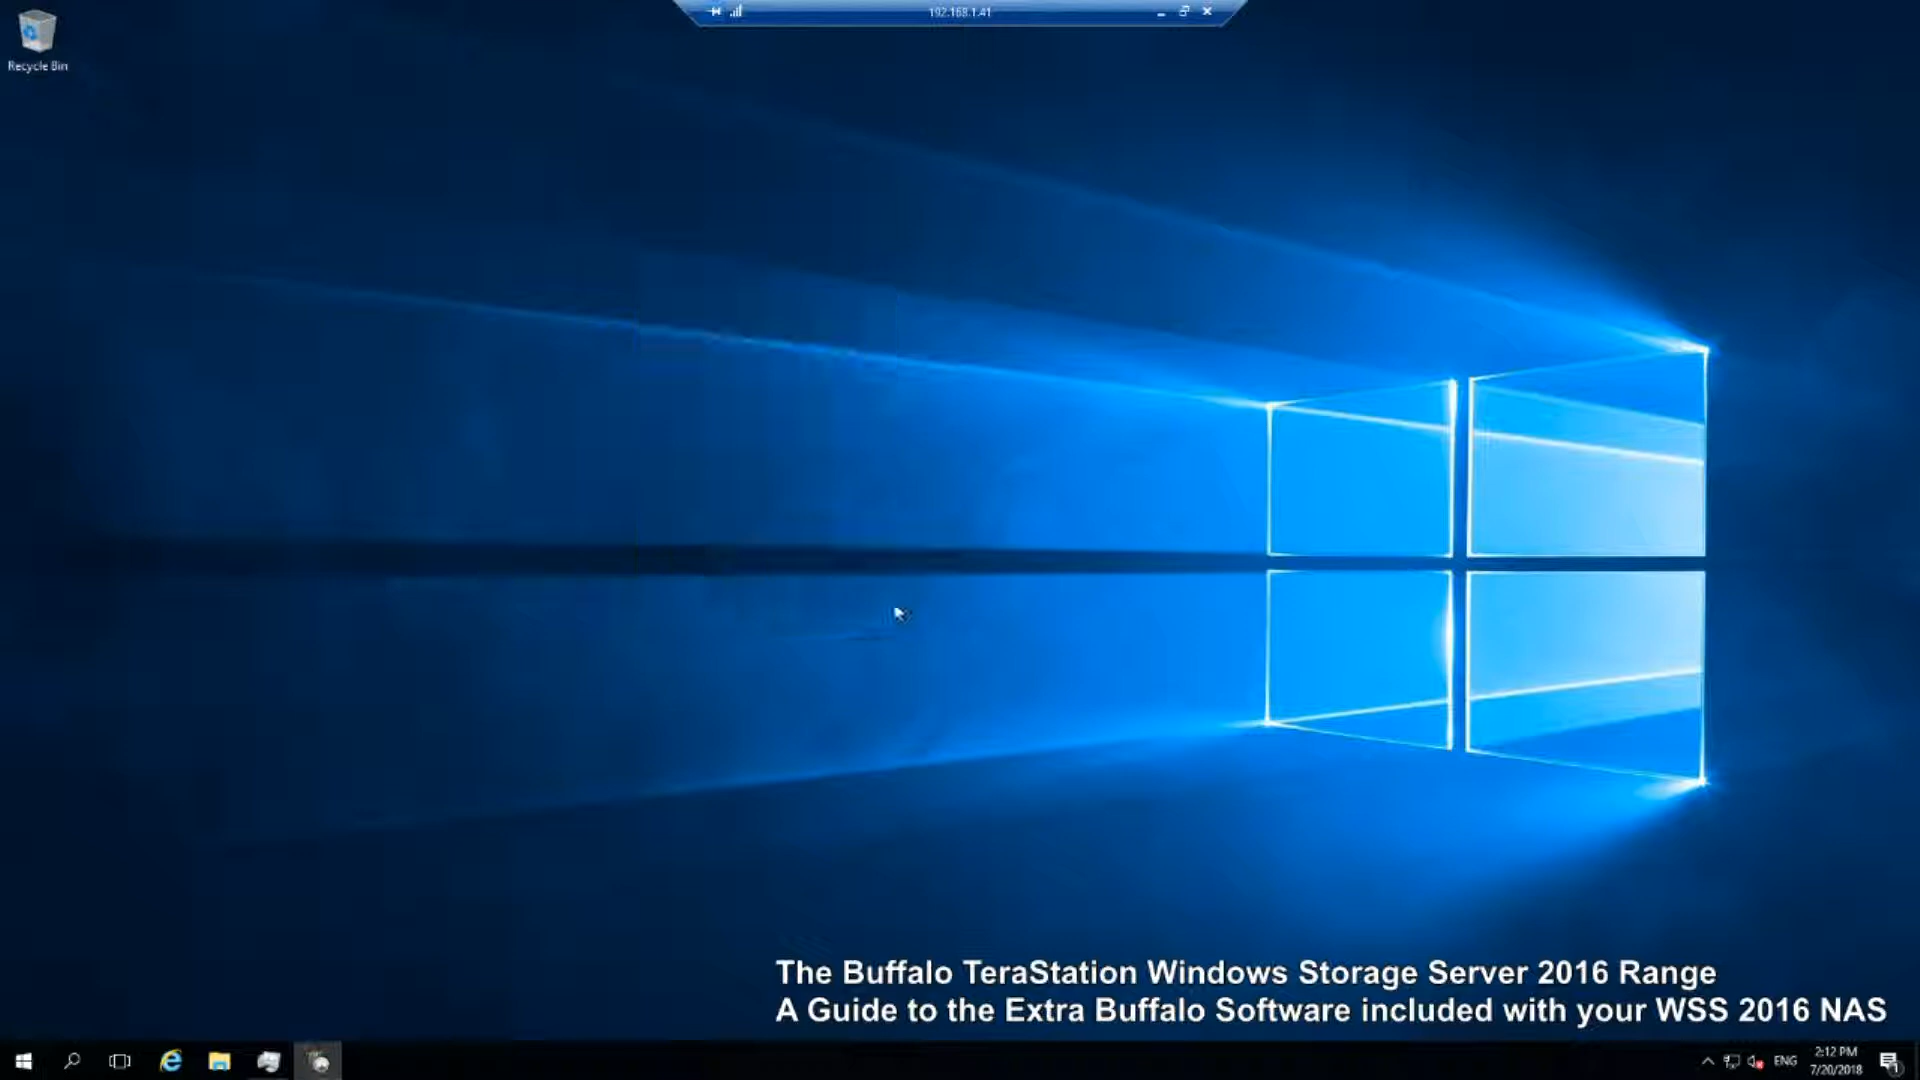 192.168.1.41
Recycle Bin
The Buffalo TeraStation Windows Storage Server 2016 Range
A Guide to the Extra Buffalo Software included with your WSS 2016 NAS
ENG
2:12 PM
7/20/2018
1